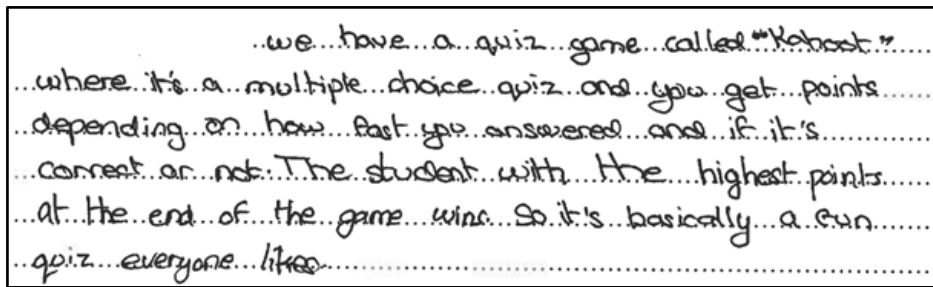 we have a quiz game called "Kahoot"
where it's a multiple choice quiz and you get points
depending on how fast you answered and if it's
correct or not. The student with the highest points
at the end of the game wins. So it's basically a fun
quiz everyone likes